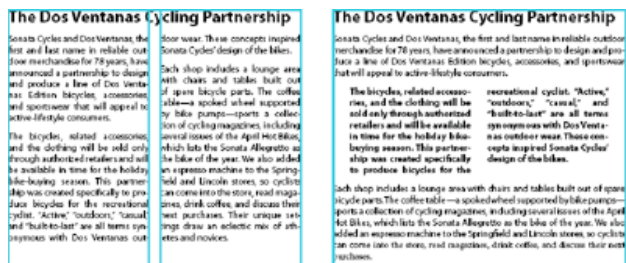 The Dos Ventanas Cycling Partnership
Sonata Cycles and Dos Ventanas, the
first and last name in reliable out-
door merchandise for 78 years, have
announced a partnership to design
and produce a line of Dos Venta-
nas Edition bicycles, accessories,
and sportswear that will appeal to
active-lifestyle consumers.
The bicycles, related accessories,
and the clothing will be sold only
through authorized retailers and will
be available in time for the holiday
bike-buying season. This partner-
ship was created specifically to pro-
duce bicycles for the recreational
cyclist. "Active," "outdoors," "casual,"
and "built-to-last" are all terms syn-
onymous with Dos Ventanas out-
door wear. These concepts inspired
Sonata Cycles' design of the bikes.
Each shop includes a lounge area
with chairs and tables built out
of spare bicycle parts. The coffee
table—a spoked wheel supported
by bike pumps—sports a collec-
tion of cycling magazines, including
several issues of the April Hot Bikes,
which lists the Sonata Allegretto as
the bike of the year. We also added
an espresso machine to the Spring-
field and Lincoln stores, so cyclists
can come into the store, read maga-
zines, drink coffee, and discuss their
next purchases. Their unique set-
tings draw an eclectic mix of ath-
letes and novices.
The Dos Ventanas Cycling Partnership
Sonata Cycles and Dos Ventanas, the first and last name in reliable outdoor
merchandise for 78 years, have announced a partnership to design and pro-
duce a line of Dos Ventanas Edition bicycles, accessories, and sportswear
that will appeal to active-lifestyle consumers.
The bicycles, related accesso-
ries, and the clothing will be
sold only through authorized
retailers and will be available
in time for the holiday bike-
buying season. This partner-
ship was created specifically
to produce bicycles for the
recreational cyclist. "Active,"
"outdoors," "casual," and
"built-to-last" are all terms
synonymous with Dos Venta-
nas outdoor wear. These con-
cepts inspired Sonata Cycles'
design of the bikes.
Each shop includes a lounge area with chairs and tables built out of spare
bicycle parts. The coffee table—a spoked wheel supported by bike pumps—
sports a collection of cycling magazines, including several issues of the April
Hot Bikes, which lists the Sonata Allegretto as the bike of the year. We also
added an espresso machine to the Springfield and Lincoln stores, so cyclists
can come into the store, read magazines, drink coffee, and discuss their next
purchases.